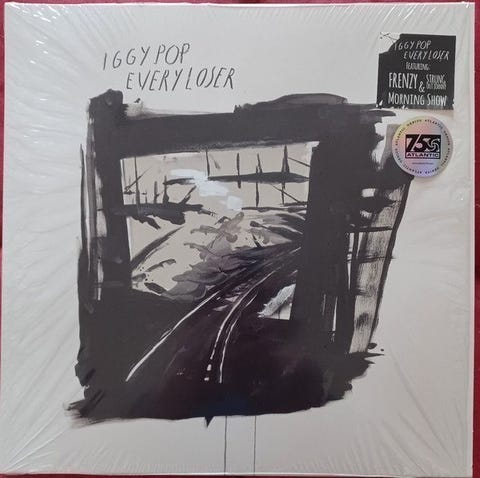 IGGY POP
EVERY LOSER
IGGY POP
EVERY LOSER
FEATURING:
FRENZY
STRUNG
OUT JOHNNY
&
MORNING SHOW
75
ATLANTIC